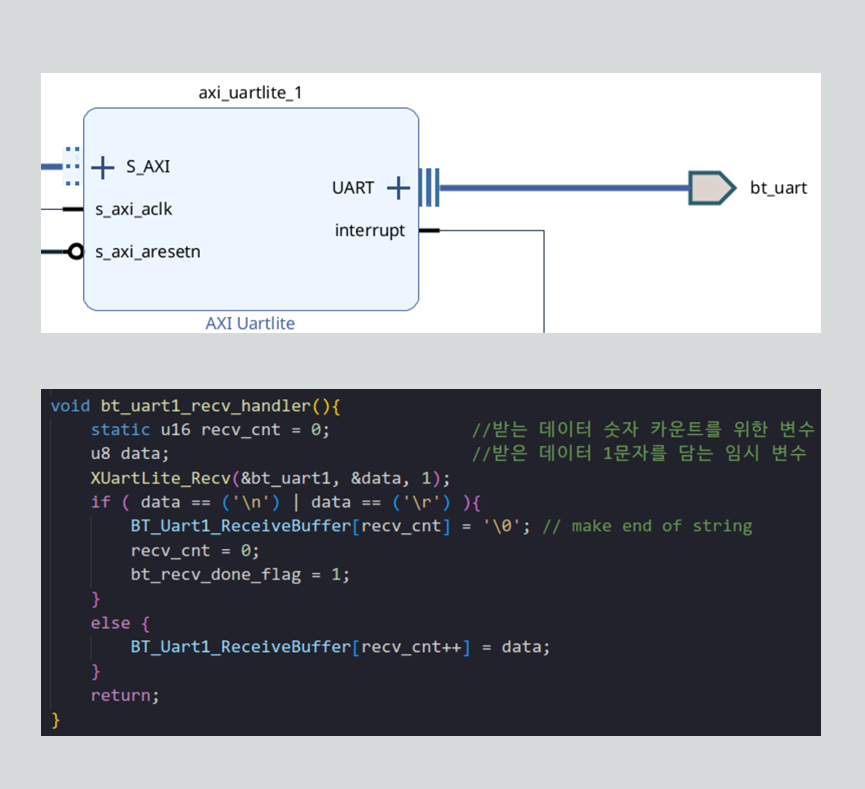 axi_uartlite_1
S_AXI
UART
bt_uart
s_axi_aclk
interrupt
s_axi_aresetn
AXI Uartlite
void bt_uart1_recv_handler(){
    static u16 recv_cnt = 0;              //받는 데이터 숫자 카운트를 위한 변수
    u8 data;                              //받은 데이터 1문자를 담는 임시 변수
    XUartLite_Recv(&bt_uart1, &data, 1);
    if ( data == ('\n') | data == ('\r') ){
        BT_Uart1_ReceiveBuffer[recv_cnt] = '\0'; // make end of string
        recv_cnt = 0;
        bt_recv_done_flag = 1;
    }
    else {
        BT_Uart1_ReceiveBuffer[recv_cnt++] = data;
    }
    return;
}